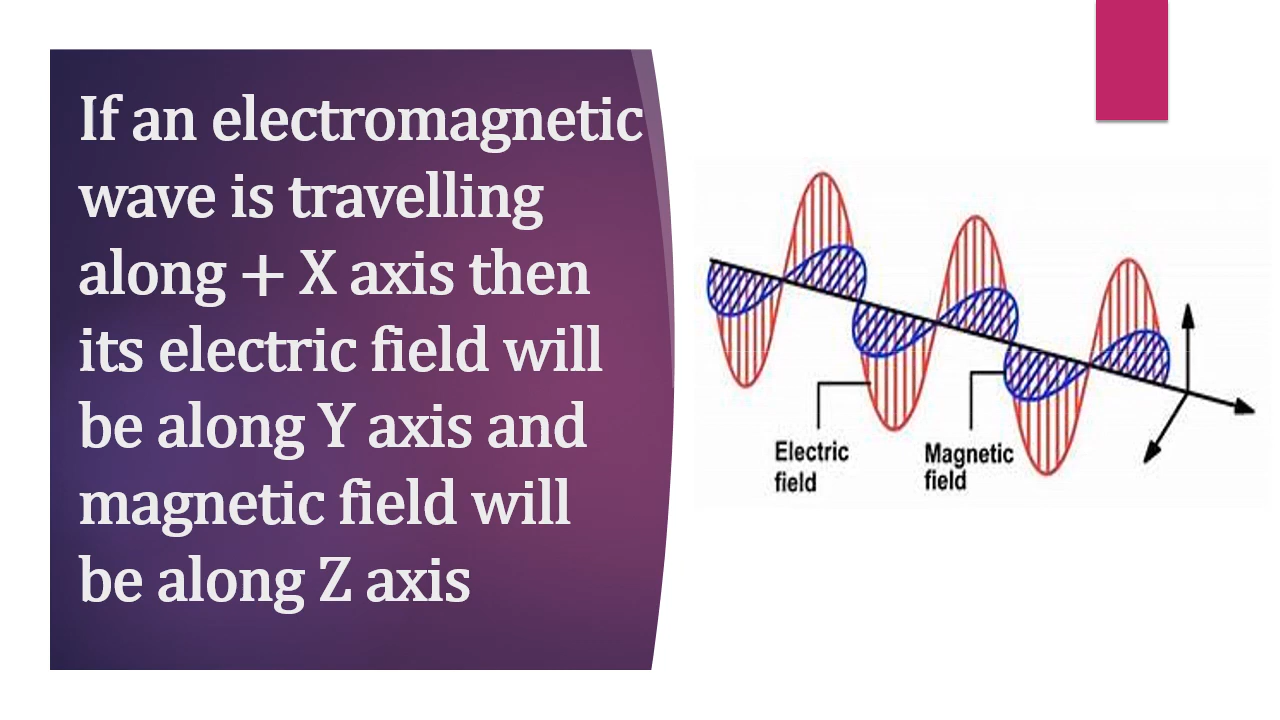 If an electromagnetic
wave is travelling
along + X axis then
its electric field will
be along Y axis and
magnetic field will
be along Z axis
Electric
field
Magnetic
field